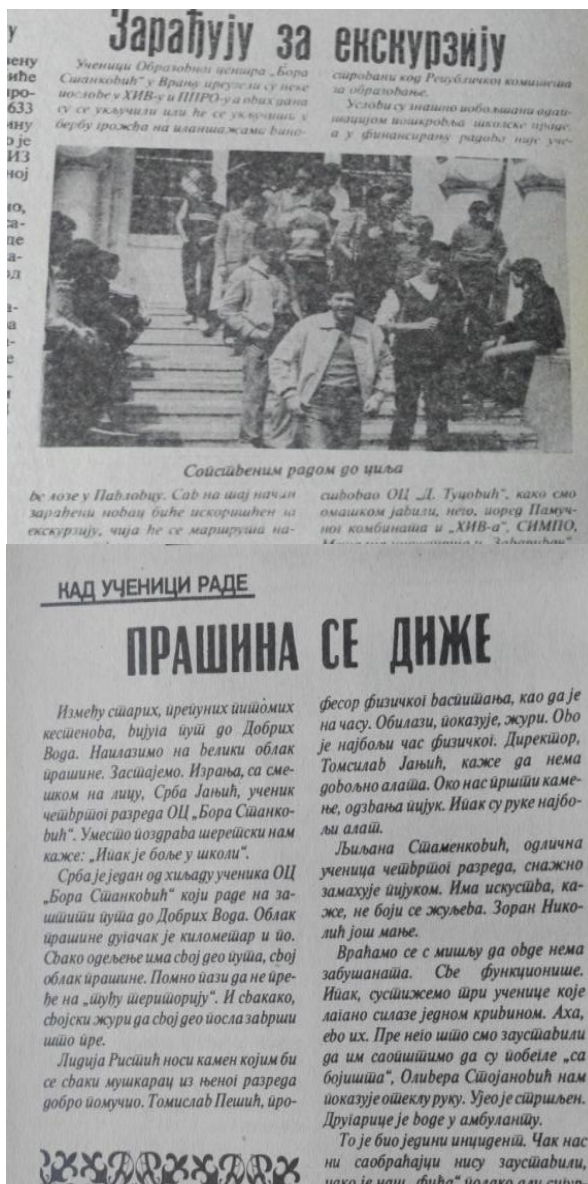 Зарађују за екскурзију
Ученици Образовног центра „Бора
Станковић“ у Врању преузели су неке
послове у ХИВ-у и ППРО-у а ових дана
су се укључили или ће се укључити у
бербу грожђа на плантажама вино-
стровани код Републичког комитета
за образовање.
Услови су знатно побољшани адап-
тацијом поткровља школске зграде,
а у финансирању радова није уче-
Сопственим радом до циља
ве лозе у Павловцу. Сав на тај начин
зарађени новац биће искоришћен за
екскурзију, чија ће се маршрута на-
ствовао ОЦ „Д. Туцовић“, како смо
омашком јавили, него, поред Памуч-
ног комбината и „ХИВ-а“, СИМПО,
КАД УЧЕНИЦИ РАДЕ
ПРАШИНА СЕ ДИЖЕ
Између старих, препуних питомих
кестенова, вијуга пут до Добрих
Вода. Наилазимо на велики облак
прашине. Застајемо. Израња, са сме-
шком на лицу, Срба Јањић, ученик
четвртог разреда ОЦ „Бора Станко-
вић“. Уместо поздрава шеретски нам
каже: „Ипак је боље у школи“.
Срба је један од хиљаду ученика ОЦ
„Бора Станковић“ који раде на за-
штити пута до Добрих Вода. Облак
прашине дугачак је километар и по.
Свако одељење има свој део пута, свој
облак прашине. Помно пази да не пре-
ђе на „туђу територију“. И свакако,
својски жури да свој део посла заврши
што пре.
Лидија Ристић носи камен којим би
се сваки мушкарац из њеног разреда
добро помучио. Томислав Пешић, про-
фесор физичког васпитања, као да је
на часу. Обилази, показује, жури. Ово
је најбољи час физичког. Директор,
Томсилав Јањић, каже да нема
довољно алата. Око нас пршти каме-
ње, одзвања пијук. Ипак су руке најбо-
љи алат.
Љиљана Стаменковић, одлична
ученица четвртог разреда, снажно
замахује пијуком. Има искуства, ка-
же, не боји се жуљева. Зоран Нико-
лић још мање.
Враћамо се с мишљу да овде нема
забушаната. Све функционише.
Ипак, сустижемо три ученице које
лагано силазе једном кривином. Аха,
ево их. Пре него што смо зауставили
да им саопштимо да су побегле „са
бојишта“, Оливера Стојановић нам
показује отеклу руку. Ујео је стршљен.
Другарице је воде у амбуланту.
То је био једини инцидент. Чак нас
ни саобраћајци нису зауставили,